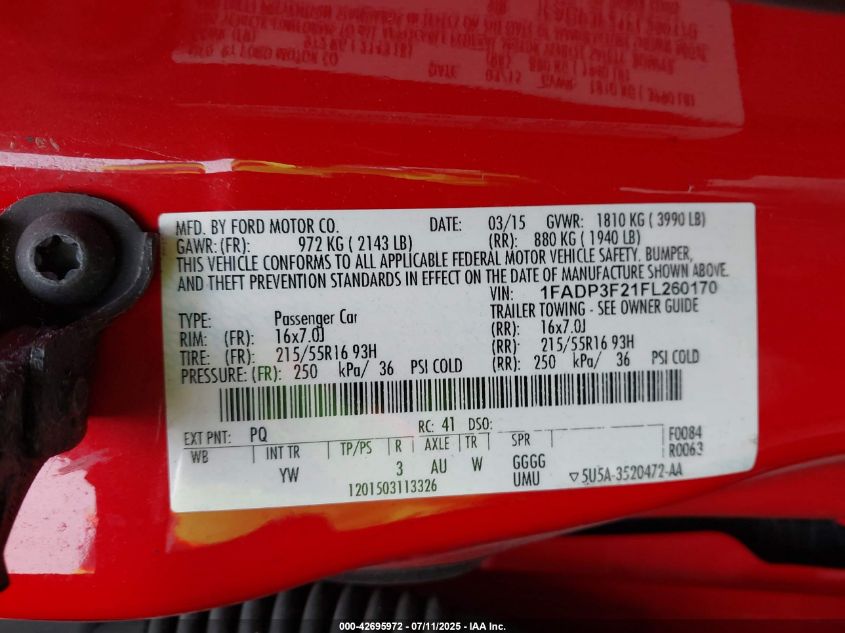 MFD. BY FORD MOTOR CO. DATE: 03/15 GVWR: 1810 KG ( 3990 LB)
GAWR: (FR): 972 KG ( 2143 LB) (RR): 880 KG ( 1940 LB)
THIS VEHICLE CONFORMS TO ALL APPLICABLE FEDERAL MOTOR VEHICLE SAFETY, BUMPER,
AND THEFT PREVENTION STANDARDS IN EFFECT ON THE DATE OF MANUFACTURE SHOWN ABOVE.
VIN: 1FADP3F21FL260170
TYPE: Passenger Car TRAILER TOWING - SEE OWNER GUIDE
RIM: (FR): 16x7.0J (RR): 16x7.0J
TIRE: (FR): 215/55R16 93H (RR): 215/55R16 93H
PRESSURE: (FR): 250 kPa/ 36 PSI COLD (RR): 250 kPa/ 36 PSI COLD
EXT PNT: PQ RC: 41 DSO: F0084
WB INT TR TP/PS R AXLE TR SPR R0063
YW 3 AU W GGGG
UMU
1201503113326 ▽5U5A-3520472-AA
000-42695972 - 07/11/2025 - IAA Inc.